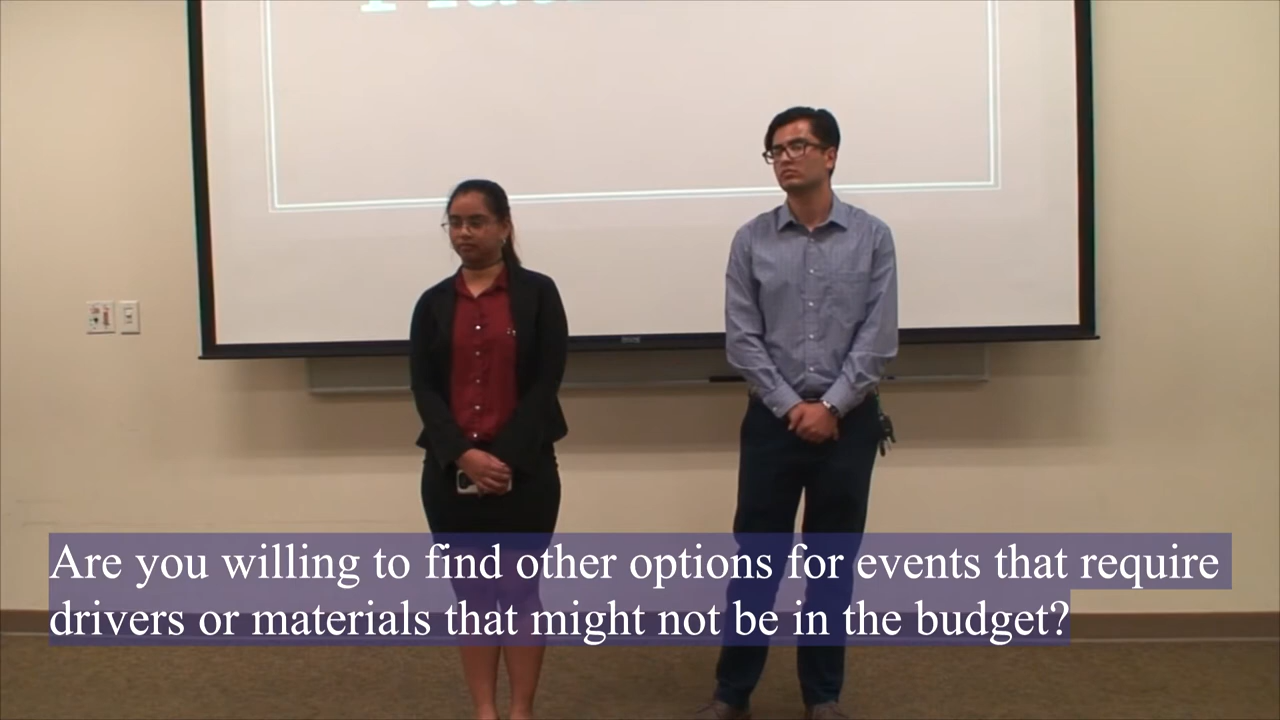 Are you willing to find other options for events that require
drivers or materials that might not be in the budget?